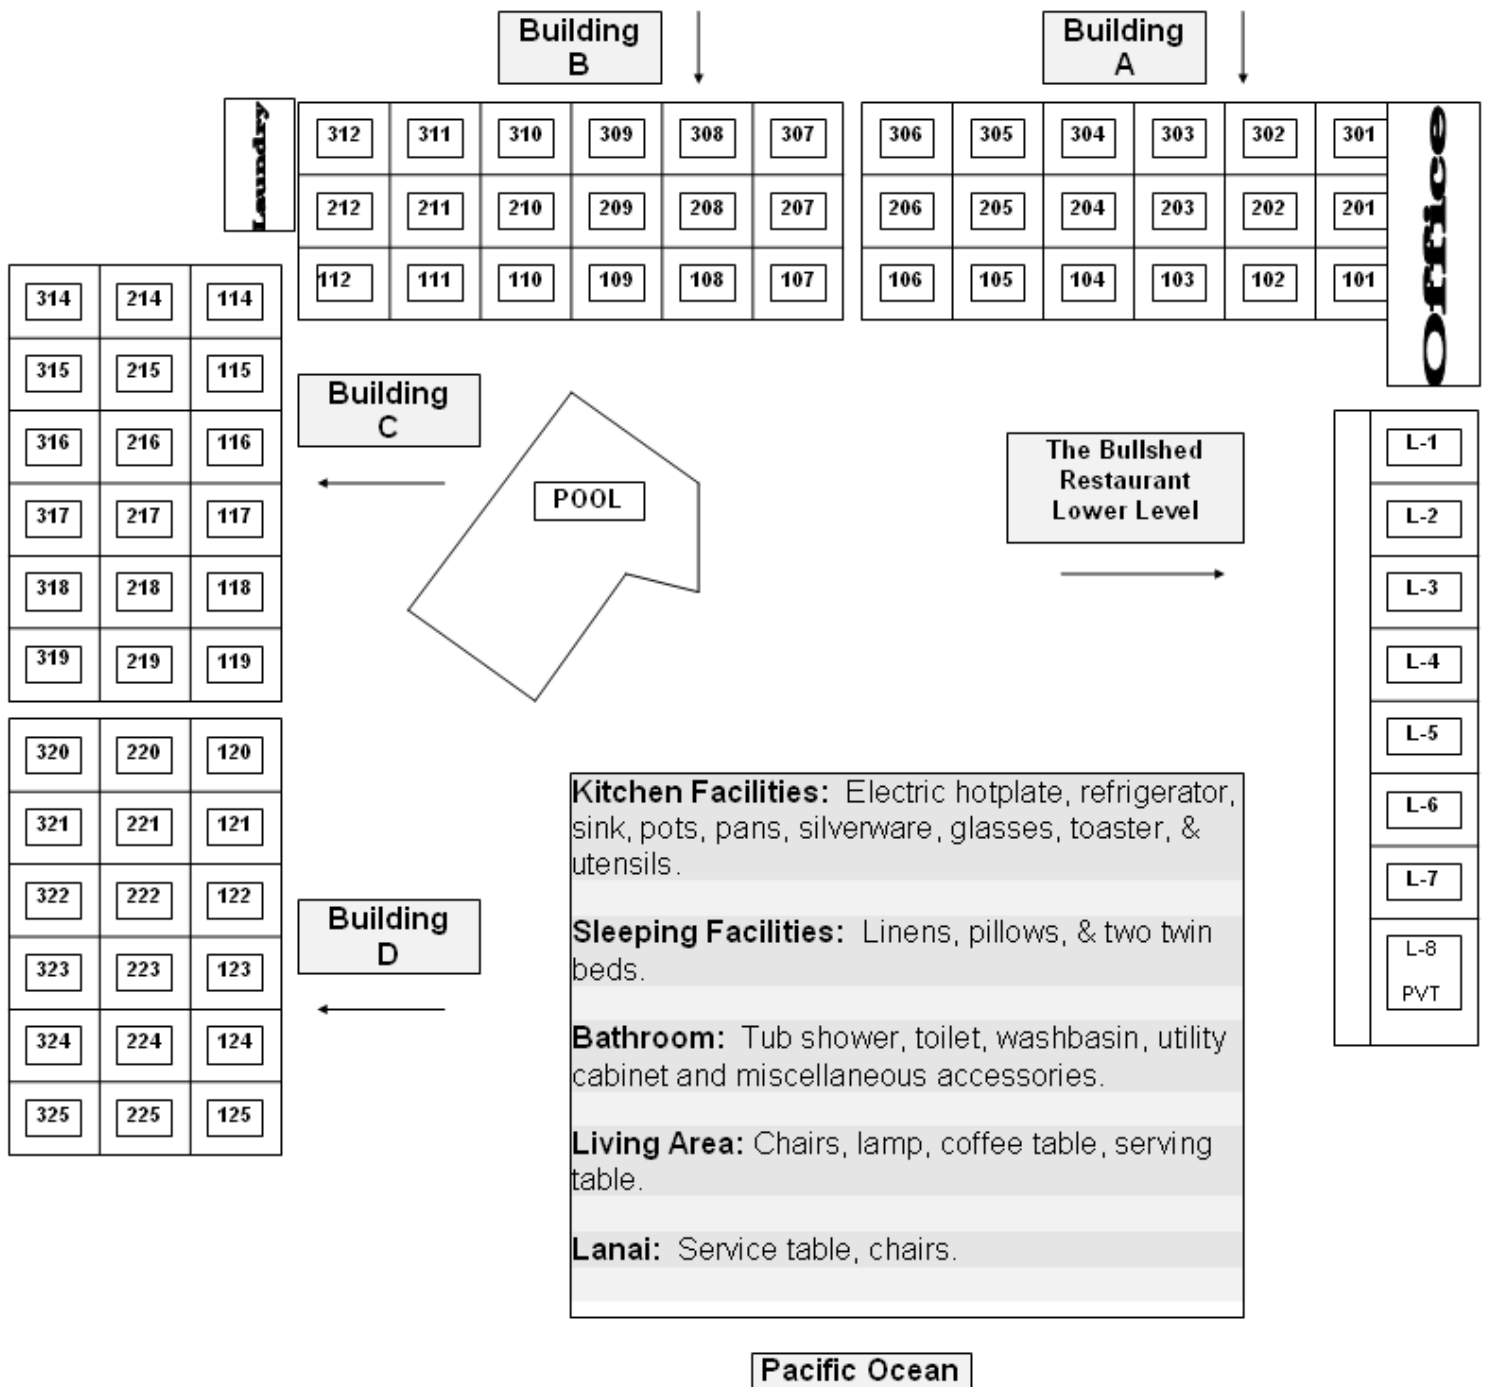 Building
B
Building
A
Laundry
312 311 310 309 308 307
306 305 304 303 302 301
212 211 210 209 208 207
206 205 204 203 202 201
112 111 110 109 108 107
106 105 104 103 102 101
Office
314 214 114
315 215 115
316 216 116
317 217 117
318 218 118
319 219 119
Building
C
POOL
The Bullshed
Restaurant
Lower Level
L-1
L-2
L-3
L-4
L-5
L-6
L-7
L-8
PVT
320 220 120
321 221 121
322 222 122
323 223 123
324 224 124
325 225 125
Building
D
Kitchen Facilities: Electric hotplate, refrigerator,
sink, pots, pans, silverware, glasses, toaster, &
utensils.
Sleeping Facilities: Linens, pillows, & two twin
beds.
Bathroom: Tub shower, toilet, washbasin, utility
cabinet and miscellaneous accessories.
Living Area: Chairs, lamp, coffee table, serving
table.
Lanai: Service table, chairs.
Pacific Ocean